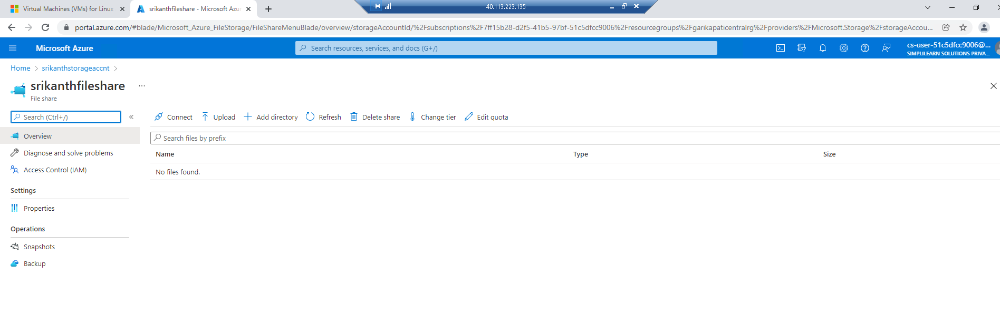 Virtual Machines (VMs) for Linux
srikanthfileshare - Microsoft Azu
40.113.223.135
portal.azure.com/#blade/Microsoft_Azure_FileStorage/FileShareMenuBlade/overview/storageAccountId/%2Fsubscriptions%2F7ff15b28-d2f5-41b5-97bf-51c5dfcc9006%2Fresourcegroups%2Fgarikapaticentralrg%2Fproviders%2FMicrosoft.Storage%2FstorageAccou...
Microsoft Azure
Search resources, services, and docs (G+/)
cs-user-51c5dfcc9006@...
SIMPLILEARN SOLUTIONS PRIVA...
Home > srikanthstorageaccnt >
srikanthfileshare ...
File share
Search (Ctrl+/)
«
Connect
Upload
Add directory
Refresh
Delete share
Change tier
Edit quota
Overview
Search files by prefix
Diagnose and solve problems
Name Type Size
Access Control (IAM)
No files found.
Settings
Properties
Operations
Snapshots
Backup